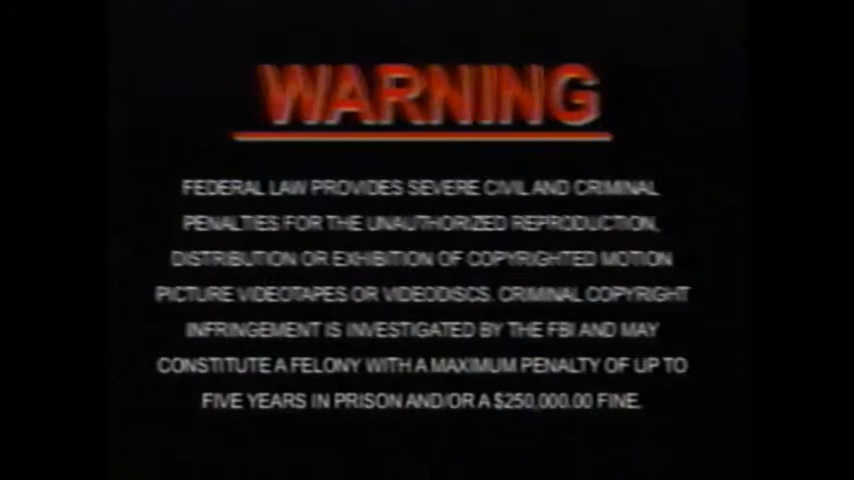 WARNING
FEDERAL LAW PROVIDES SEVERE CIVIL AND CRIMINAL
PENALTIES FOR THE UNAUTHORIZED REPRODUCTION,
DISTRIBUTION OR EXHIBITION OF COPYRIGHTED MOTION
PICTURE VIDEOTAPES OR VIDEODISCS. CRIMINAL COPYRIGHT
INFRINGEMENT IS INVESTIGATED BY THE FBI AND MAY
CONSTITUTE A FELONY WITH A MAXIMUM PENALTY OF UP TO
FIVE YEARS IN PRISON AND/OR A $250,000.00 FINE.